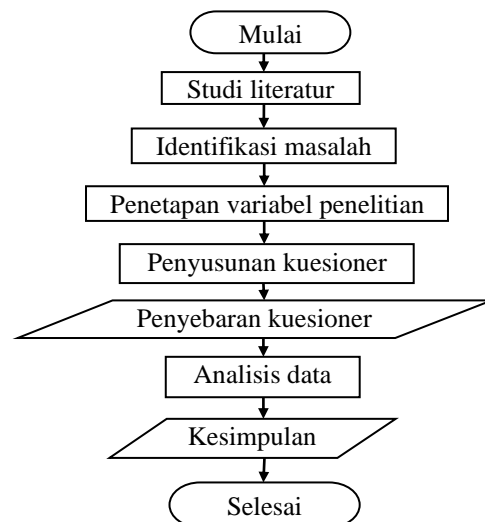 Mulai
Studi literatur
Identifikasi masalah
Penetapan variabel penelitian
Penyusunan kuesioner
Penyebaran kuesioner
Analisis data
Kesimpulan
Selesai